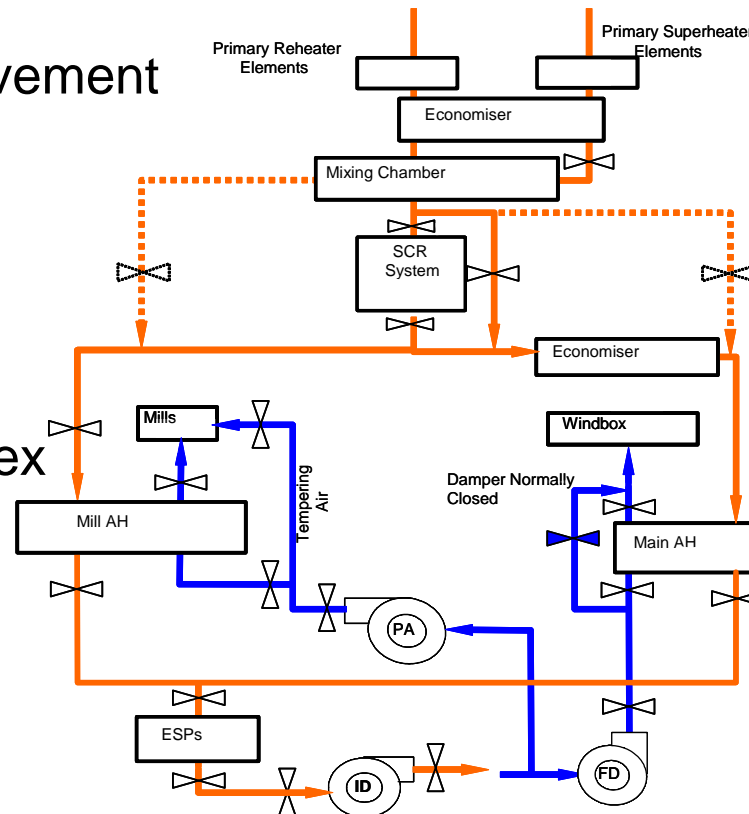 vement
Primary Reheater
Elements
Primary Superheater
Elements
Economiser
Mixing Chamber
SCR
System
Economiser
Mills
Windbox
ex
Tempering
Air
Damper Normally
Closed
Mill AH
Main AH
PA
ESPs
ID
FD